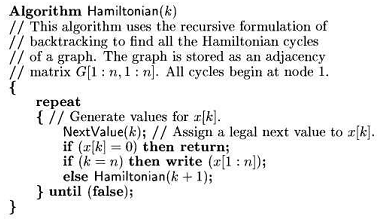 Algorithm Hamiltonian(k)
// This algorithm uses the recursive formulation of
// backtracking to find all the Hamiltonian cycles
// of a graph. The graph is stored as an adjacency
// matrix G[1 : n, 1 : n]. All cycles begin at node 1.
{
repeat
{ // Generate values for x[k].
NextValue(k); // Assign a legal next value to x[k].
if (x[k] = 0) then return;
if (k = n) then write (x[1 : n]);
else Hamiltonian(k + 1);
} until (false);
}